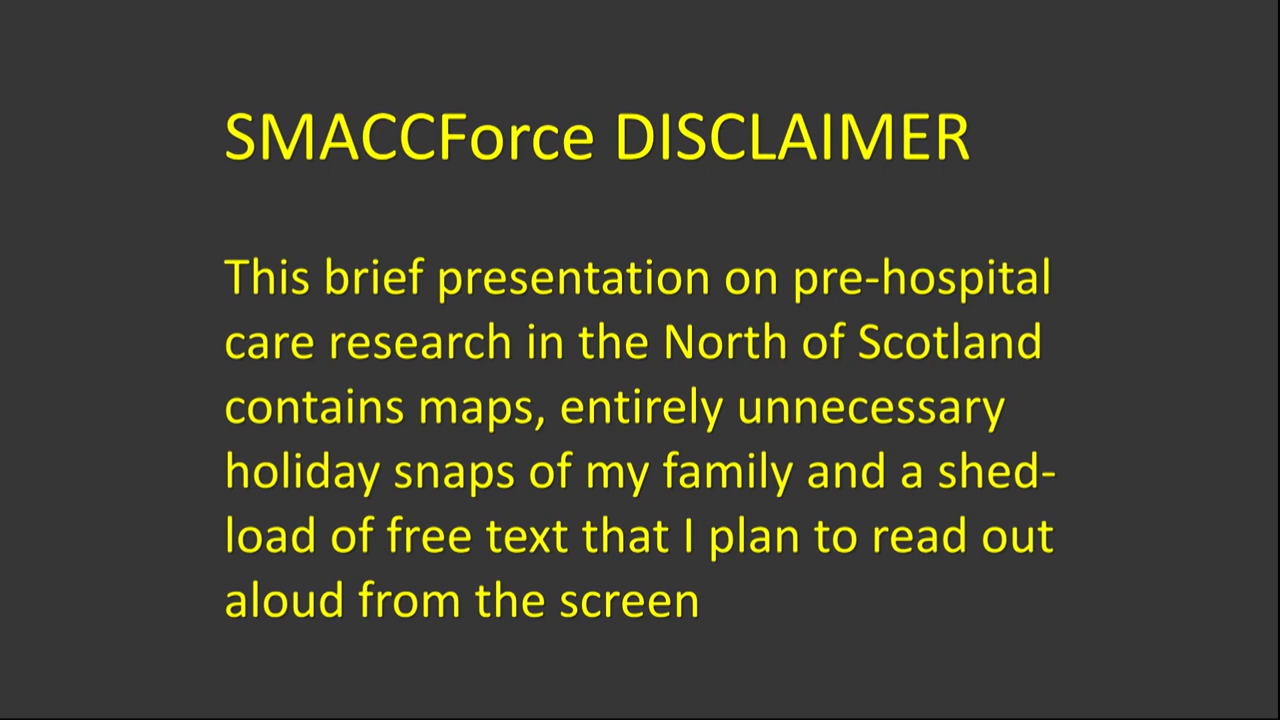 SMACCForce DISCLAIMER
This brief presentation on pre-hospital
care research in the North of Scotland
contains maps, entirely unnecessary
holiday snaps of my family and a shed-
load of free text that I plan to read out
aloud from the screen